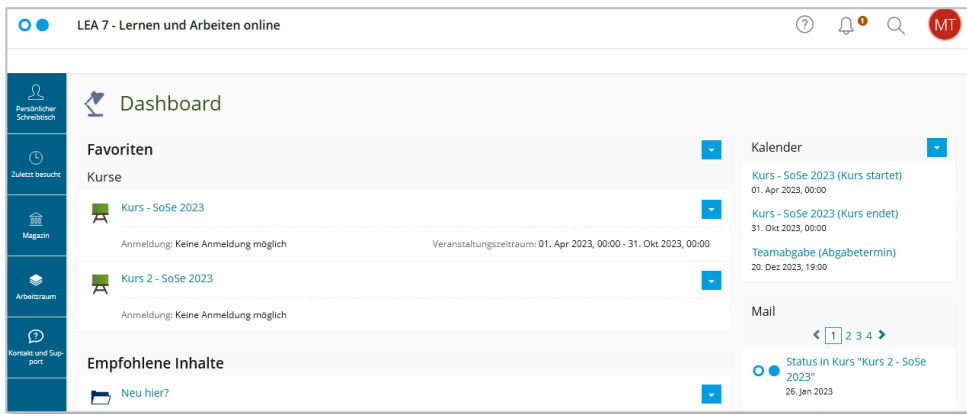 LEA 7 - Lernen und Arbeiten online
1
MT
Persönlicher
Schreibtisch
Zuletzt besucht
Magazin
Arbeitsraum
Kontakt und Sup-
port
Dashboard
Favoriten
Kurse
Kurs - SoSe 2023
Anmeldung: Keine Anmeldung möglich
Veranstaltungszeitraum: 01. Apr 2023, 00:00 - 31. Okt 2023, 00:00
Kurs 2 - SoSe 2023
Anmeldung: Keine Anmeldung möglich
Empfohlene Inhalte
Neu hier?
Kalender
Kurs - SoSe 2023 (Kurs startet)
01. Apr 2023, 00:00
Kurs - SoSe 2023 (Kurs endet)
31. Okt 2023, 00:00
Teamabgabe (Abgabetermin)
20. Dez 2023, 19:00
Mail
1 2 3 4
Status in Kurs "Kurs 2 - SoSe
2023"
26. Jan 2023